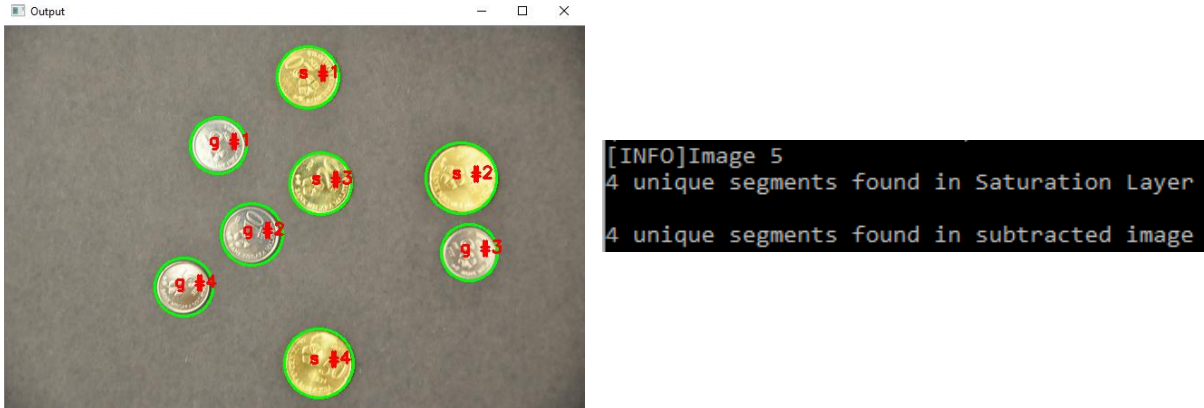 Output
s #1
g #1
s #3
s #2
g #2
g #3
g #4
s #4
[INFO]Image 5
4 unique segments found in Saturation Layer
4 unique segments found in subtracted image